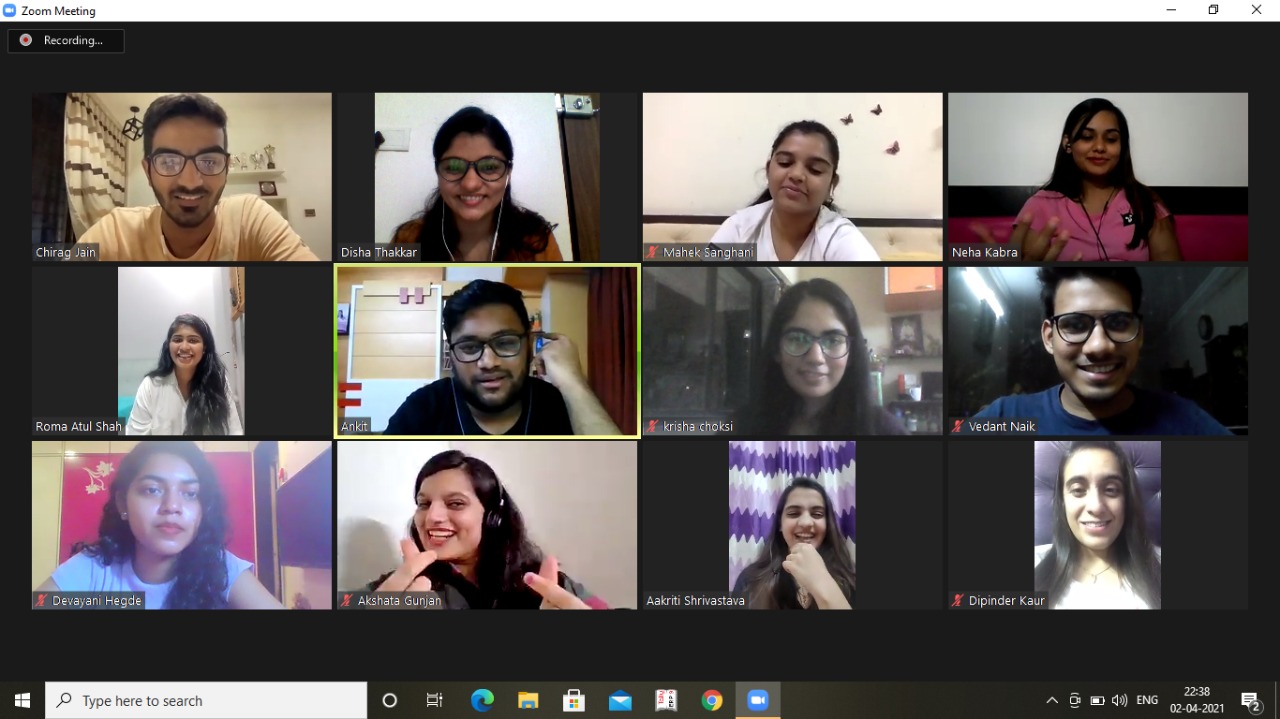 Zoom Meeting
Recording...
Chirag Jain
Disha Thakkar
Mahek Sanghani
Neha Kabra
Roma Atul Shah
Ankit
krisha choksi
Vedant Naik
Devayani Hegde
Akshata Gunjan
Aakriti Shrivastava
Dipinder Kaur
Type here to search
ENG
22:38
02-04-2021
2